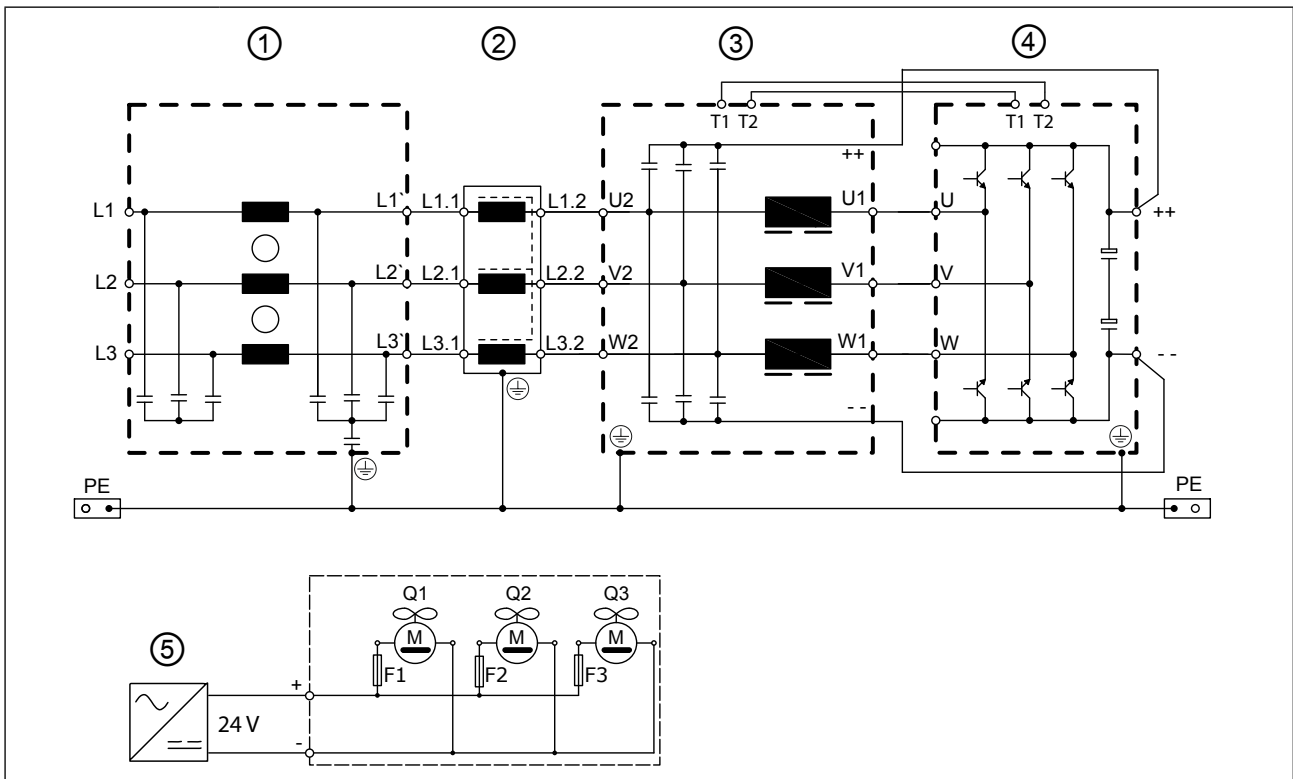 1 2 3 4
T1 T2 T1 T2
++
L1 L1` L1.1 L1.2 U2 U1 U ++
L2 L2` L2.1 L2.2 V2 V1 V
L3 L3` L3.1 L3.2 W2 W1 W - -
- -
PE PE
Q1 Q2 Q3
5 M M M
F1 F2 F3
+
24 V
-